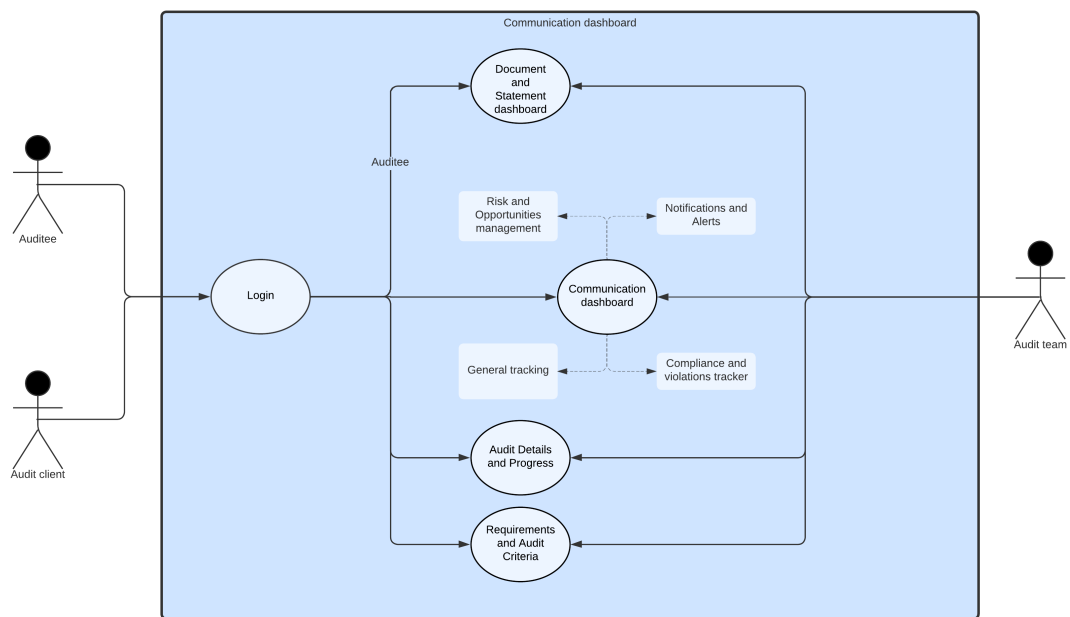 Communication dashboard
Document
and
Statement
dashboard
Auditee
Risk and
Opportunities
management
Notifications and
Alerts
Auditee
Login
Communication
dashboard
Audit team
General tracking
Compliance and
violations tracker
Audit Details
and Progress
Audit client
Requirements
and Audit
Criteria